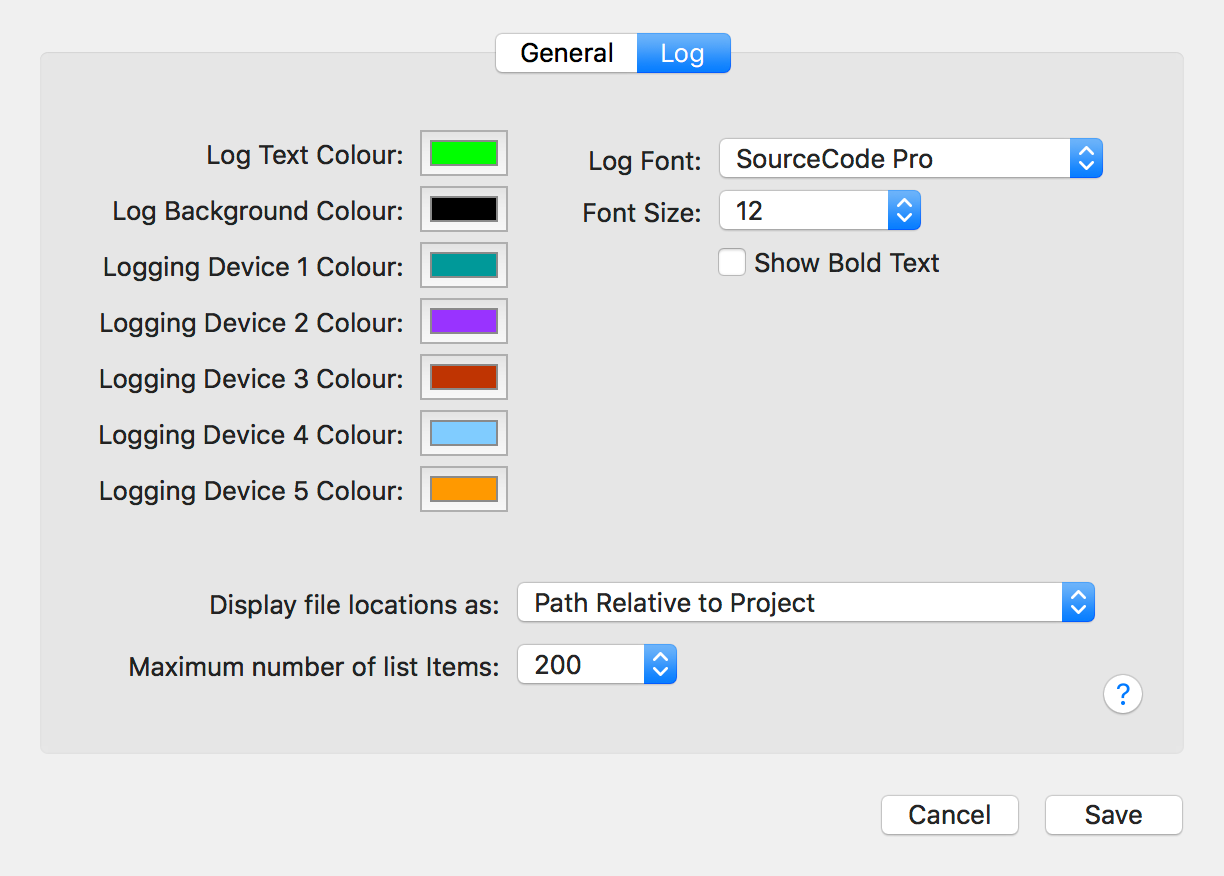 General Log
Log Text Colour:
Log Background Colour:
Logging Device 1 Colour:
Logging Device 2 Colour:
Logging Device 3 Colour:
Logging Device 4 Colour:
Logging Device 5 Colour:
Log Font: SourceCode Pro
Font Size: 12
Show Bold Text
Display file locations as: Path Relative to Project
Maximum number of list Items: 200
?
Cancel Save